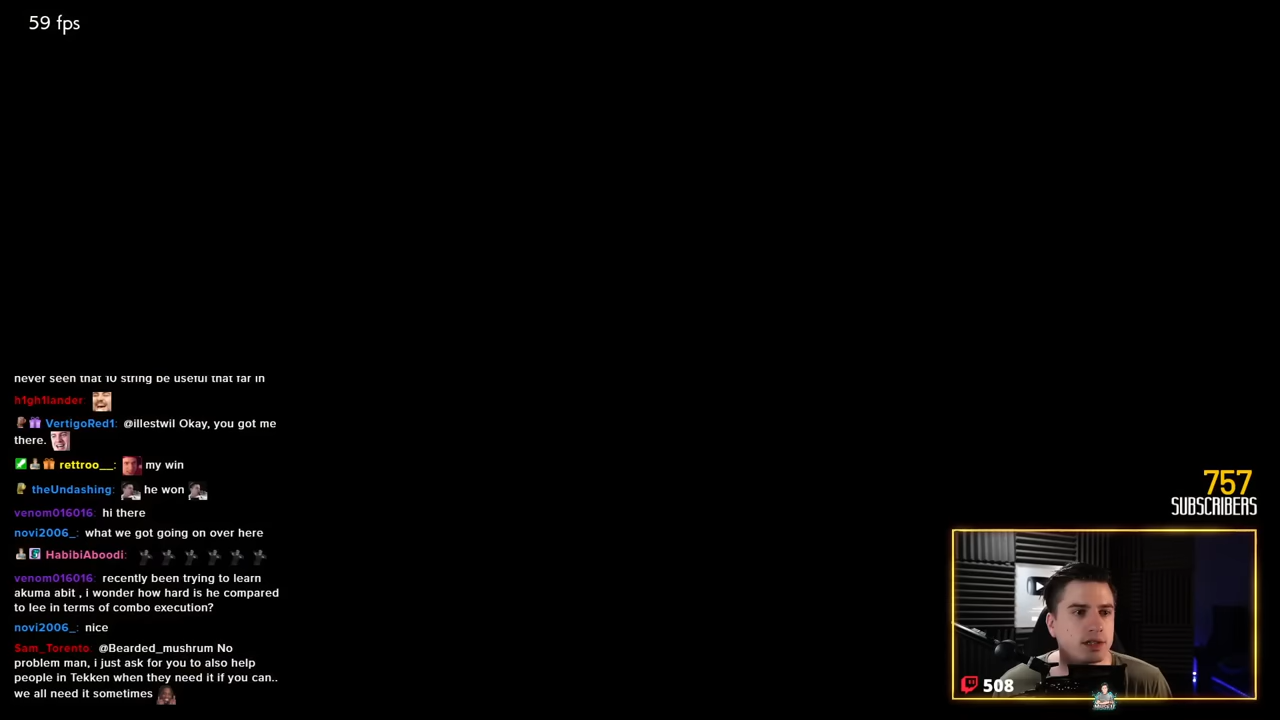 59 fps
never seen that 10 string be useful that far in
h1gh1lander:
VertigoRed1: @illestwil Okay, you got me
there.
rettroo__: my win
theUndashing: he won
venom016016: hi there
novi2006_: what we got going on over here
HabibiAboodi:
venom016016: recently been trying to learn
akuma abit , i wonder how hard is he compared
to lee in terms of combo execution?
novi2006_: nice
Sam_Torento: @Bearded_mushrum No
problem man, i just ask for you to also help
people in Tekken when they need it if you can..
we all need it sometimes
757
SUBSCRIBERS
508